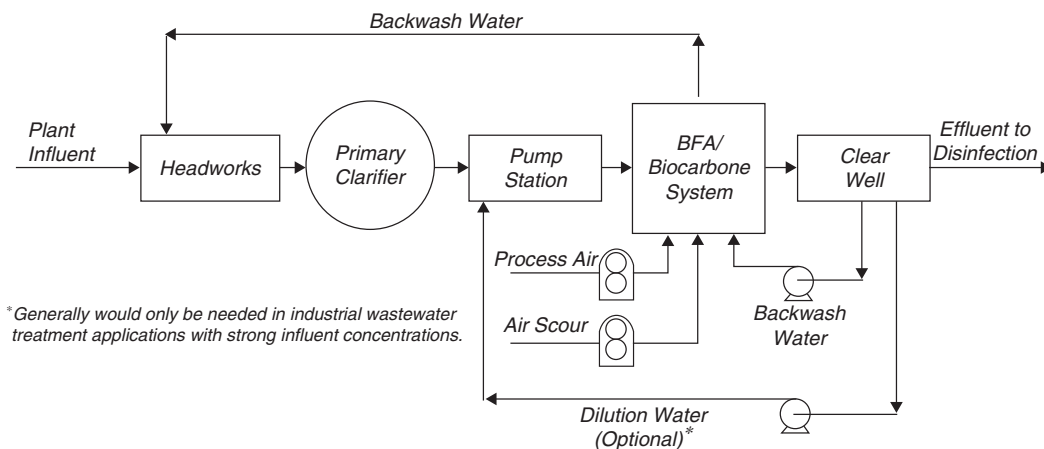 Backwash Water
Plant
Influent
Headworks
Primary
Clarifier
Pump
Station
BFA/
Biocarbone
System
Clear
Well
Effluent to
Disinfection
Process Air
Air Scour
Backwash
Water
*Generally would only be needed in industrial wastewater
treatment applications with strong influent concentrations.
Dilution Water
(Optional)*